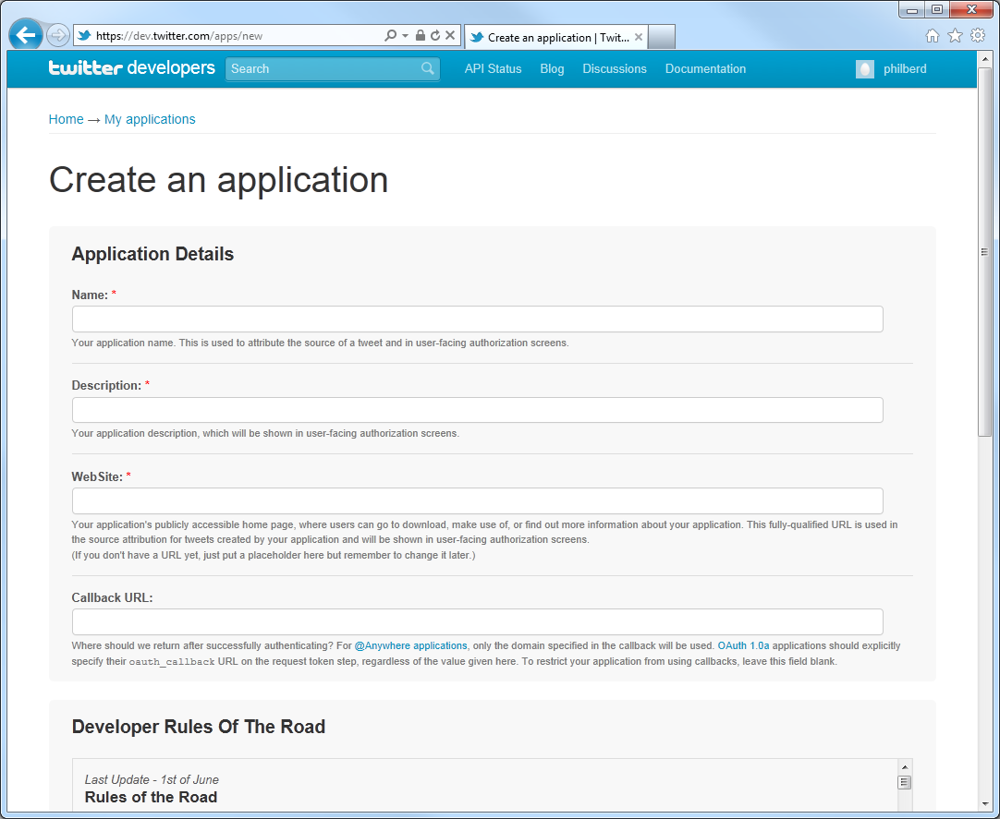 https://dev.twitter.com/apps/new
Create an application | Twit...
twitter developers Search API Status Blog Discussions Documentation philberd
Home → My applications
Create an application
Application Details
Name: *
Your application name. This is used to attribute the source of a tweet and in user-facing authorization screens.
Description: *
Your application description, which will be shown in user-facing authorization screens.
WebSite: *
Your application's publicly accessible home page, where users can go to download, make use of, or find out more information about your application. This fully-qualified URL is used in
the source attribution for tweets created by your application and will be shown in user-facing authorization screens.
(If you don't have a URL yet, just put a placeholder here but remember to change it later.)
Callback URL:
Where should we return after successfully authenticating? For @Anywhere applications, only the domain specified in the callback will be used. OAuth 1.0a applications should explicitly
specify their oauth_callback URL on the request token step, regardless of the value given here. To restrict your application from using callbacks, leave this field blank.
Developer Rules Of The Road
Last Update - 1st of June
Rules of the Road